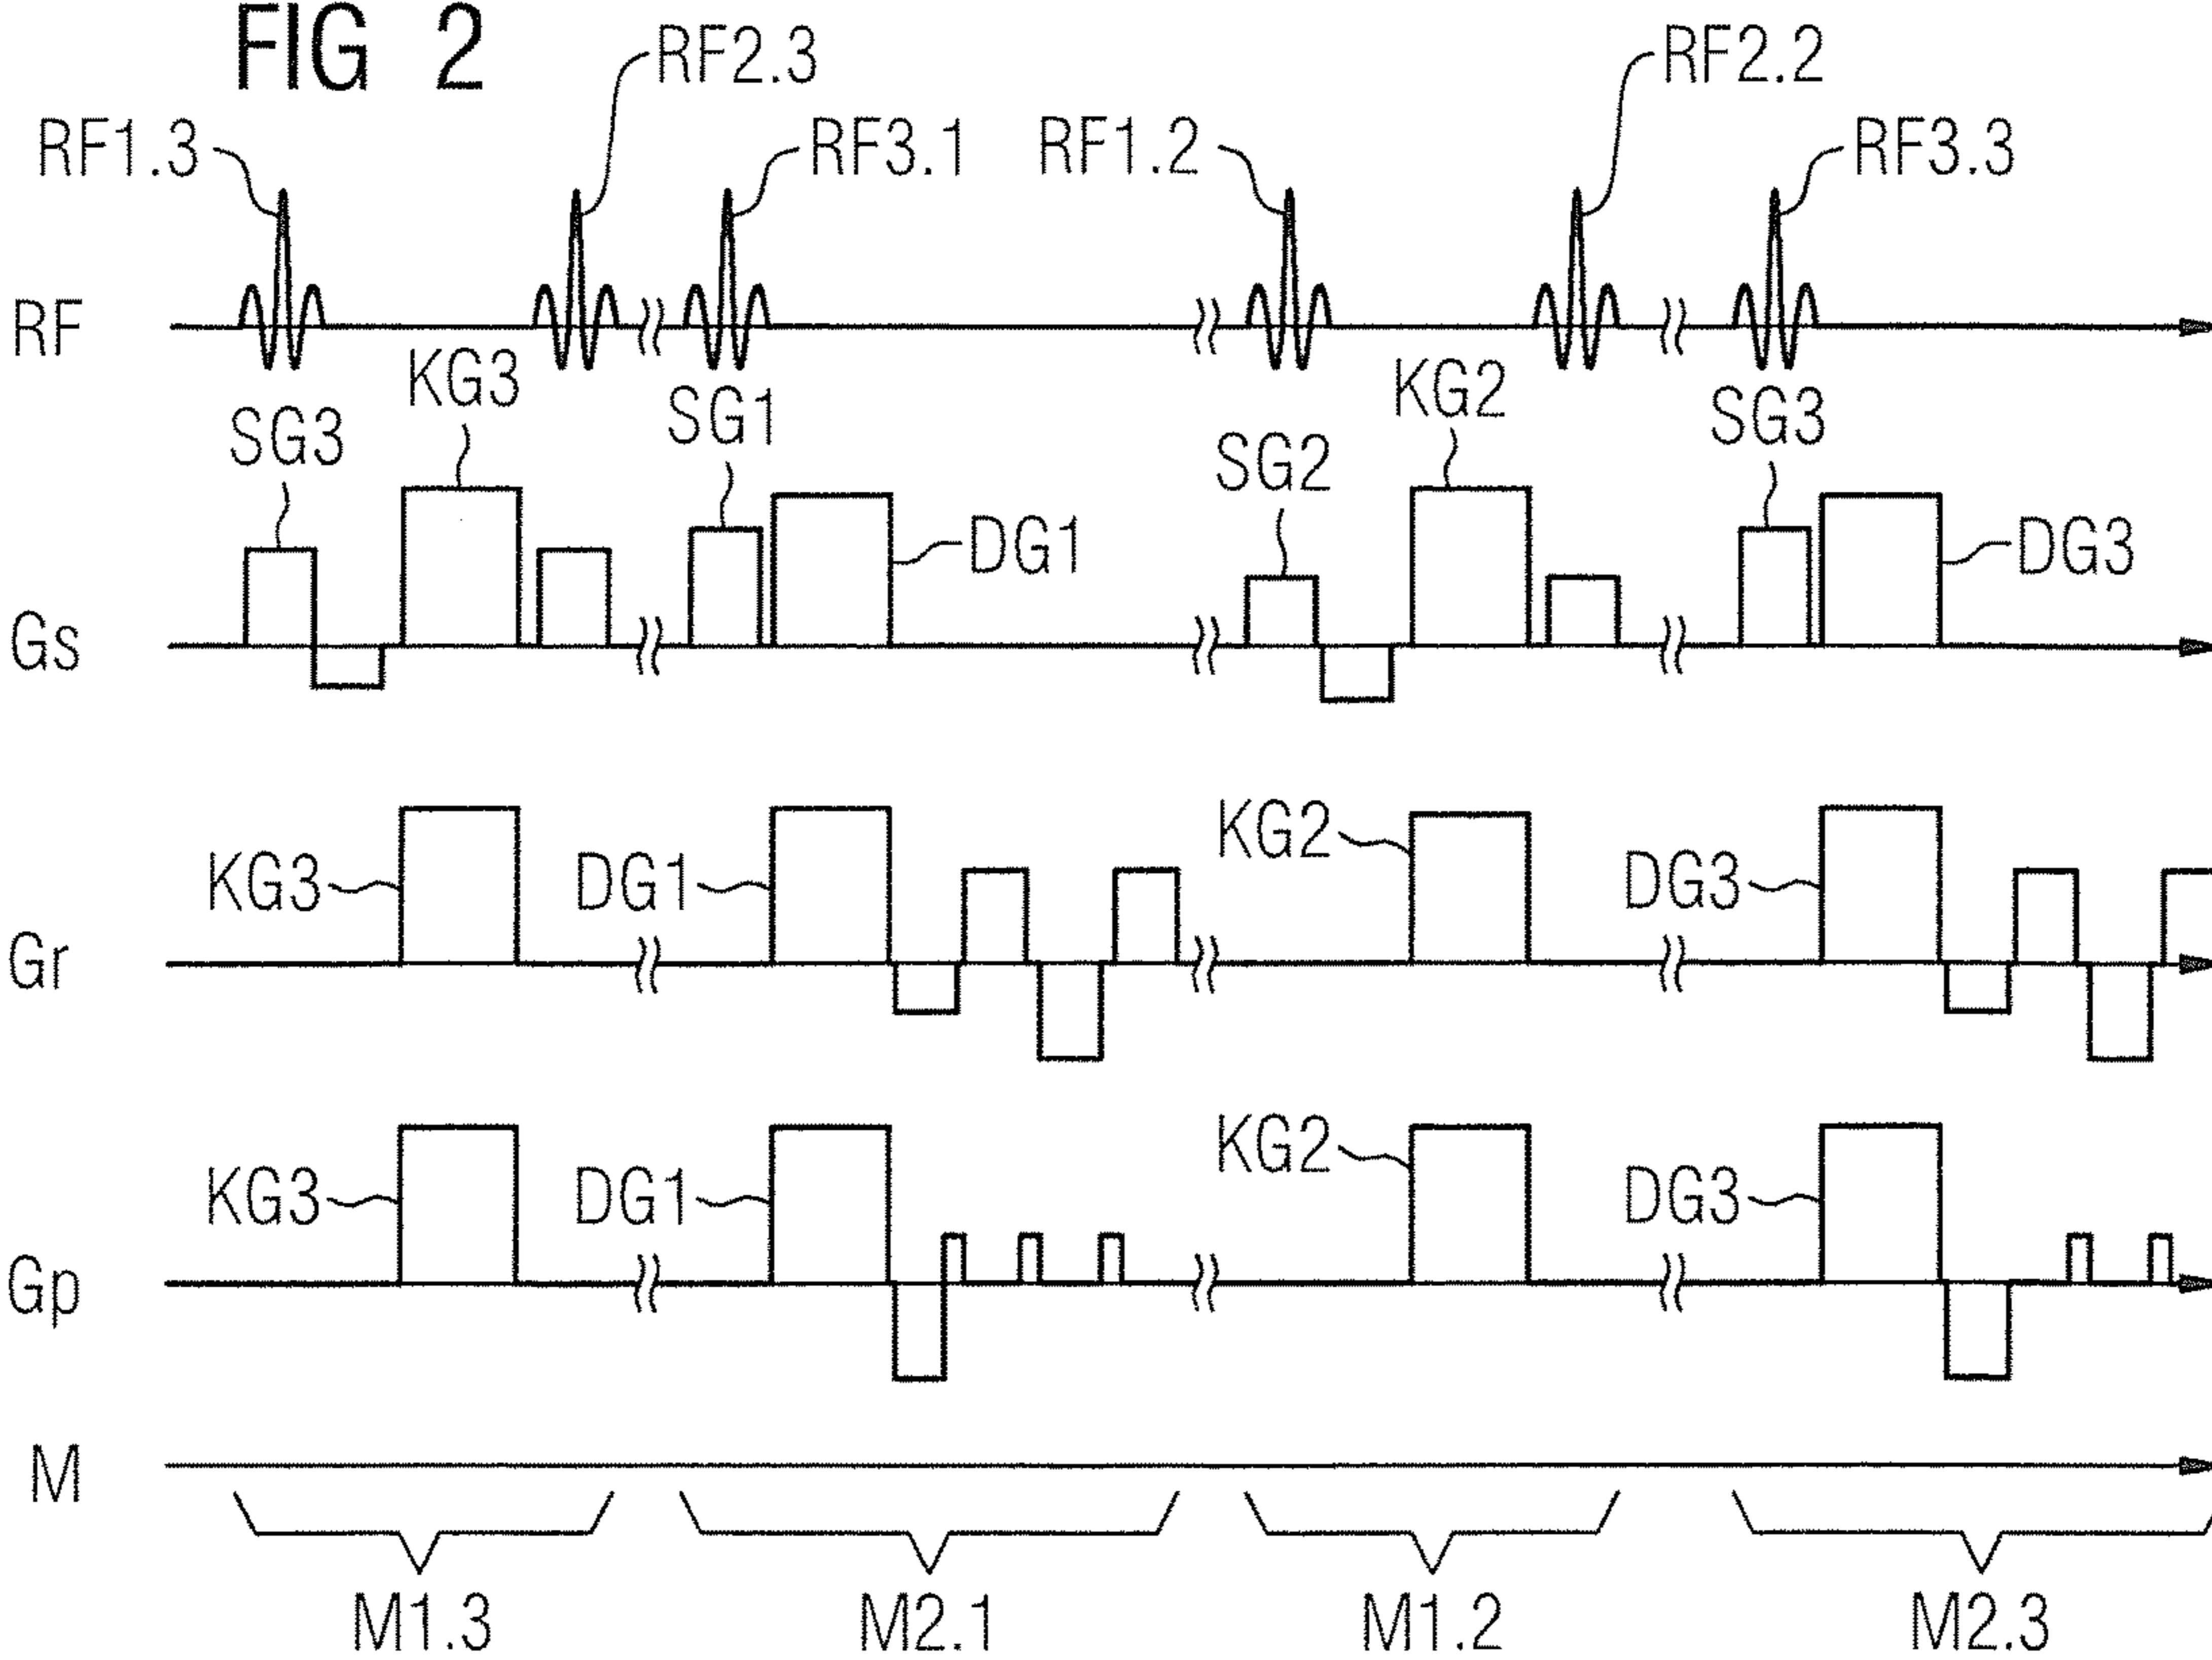 FIG 2
RF2.3
RF2.2
RF1.3
RF3.1
RF1.2
RF3.3
RF
KG3
KG2
SG3
SG1
SG2
SG3
DG1
DG3
Gs
KG3
DG1
KG2
DG3
Gr
KG3
DG1
KG2
DG3
Gp
M
M1.3
M2.1
M1.2
M2.3